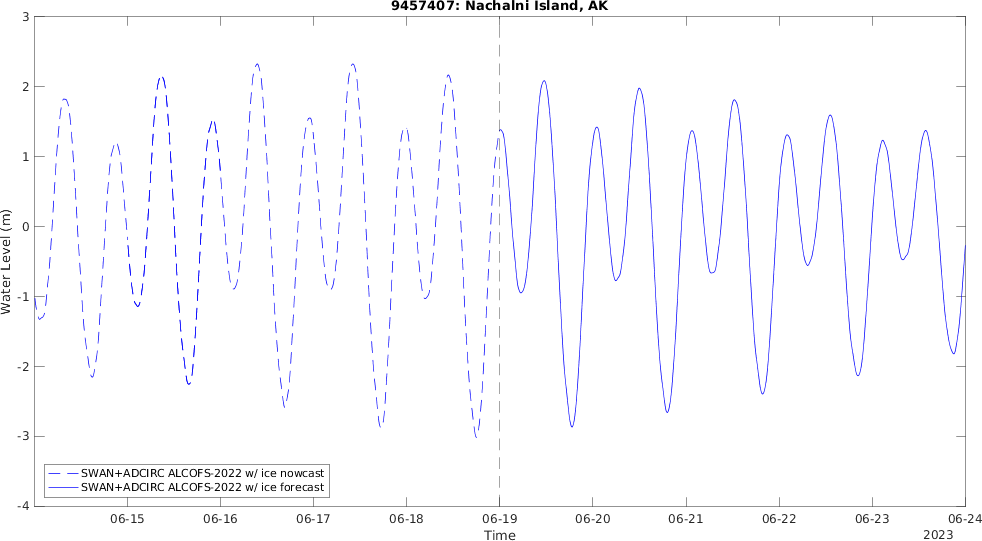 9457407: Nachalni Island, AK
3
2
1
0
-1
-2
-3
-4
Water Level (m)
SWAN+ADCIRC ALCOFS-2022 w/ ice nowcast
SWAN+ADCIRC ALCOFS-2022 w/ ice forecast
06-15 06-16 06-17 06-18 06-19 06-20 06-21 06-22 06-23 06-24
Time 2023